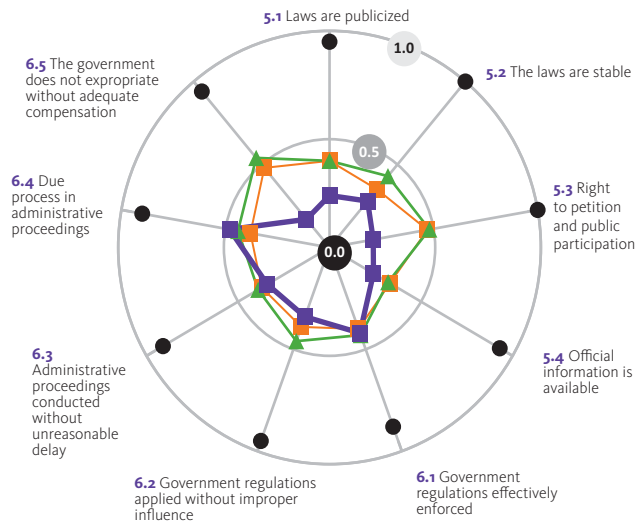 5.1 Laws are publicized
1.0
5.2 The laws are stable
0.5
5.3 Right
to petition
and public
participation
0.0
5.4 Official
information is
available
6.1 Government
regulations effectively
enforced
6.2 Government regulations
applied without improper
influence
6.3
Administrative
proceedings
conducted
without
unreasonable
delay
6.4 Due
process in
administrative
proceedings
6.5 The government
does not expropriate
without adequate
compensation